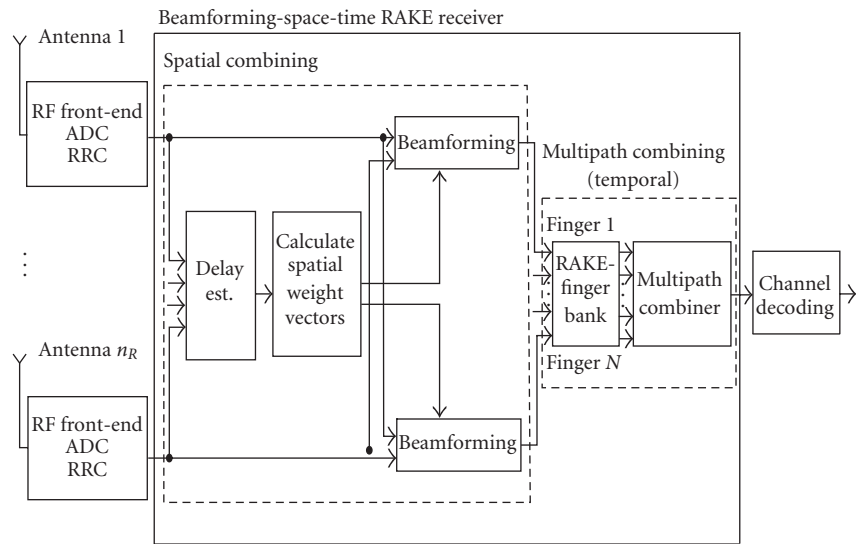 Beamforming-space-time RAKE receiver
Antenna 1
Spatial combining
RF front-end
ADC
RRC
Beamforming
Multipath combining
(temporal)
Finger 1
Delay
est.
Calculate
spatial
weight
vectors
RAKE-
finger
bank
Multipath
combiner
Channel
decoding
Antenna nR
Finger N
RF front-end
ADC
RRC
Beamforming